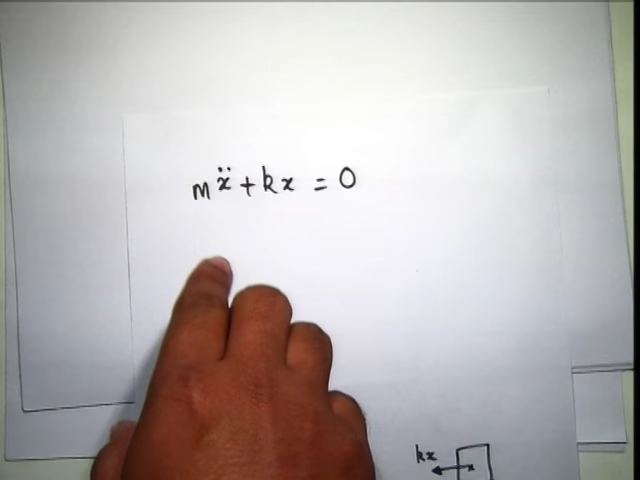 mẍ + kx = 0
kx